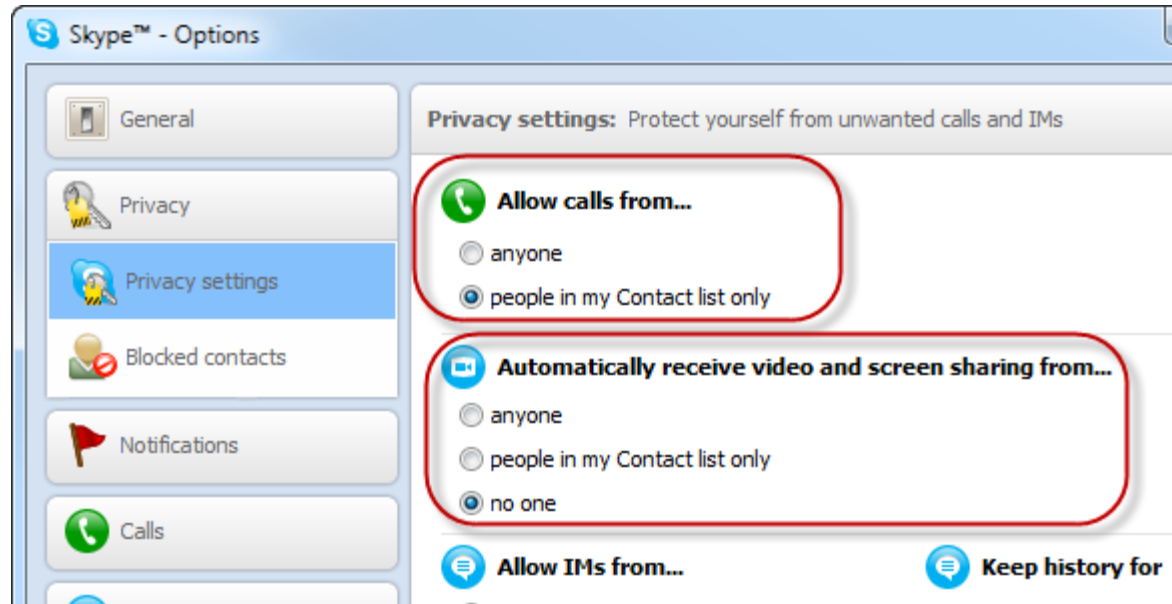 Skype™ - Options
General
Privacy
Privacy settings
Blocked contacts
Notifications
Calls
Privacy settings: Protect yourself from unwanted calls and IMs
Allow calls from...
anyone
people in my Contact list only
Automatically receive video and screen sharing from...
anyone
people in my Contact list only
no one
Allow IMs from...
Keep history for